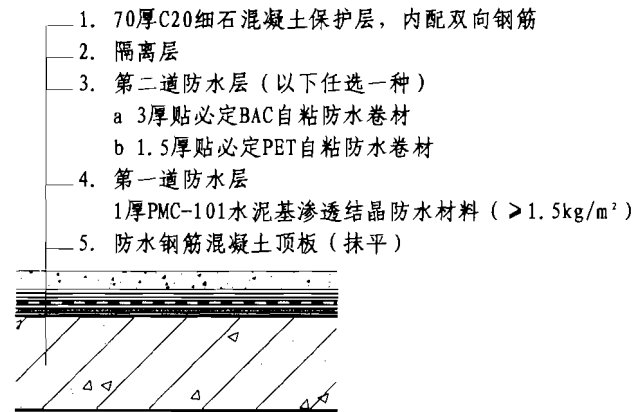 1. 70厚C20细石混凝土保护层，内配双向钢筋
2. 隔离层
3. 第二道防水层（以下任选一种）
a 3厚贴必定BAC自粘防水卷材
b 1.5厚贴必定PET自粘防水卷材
4. 第一道防水层
1厚PMC-101水泥基渗透结晶防水材料（≥1.5kg/m²）
5. 防水钢筋混凝土顶板（抹平）